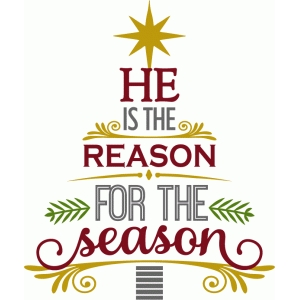 HE
IS THE
REASON
FOR THE
season